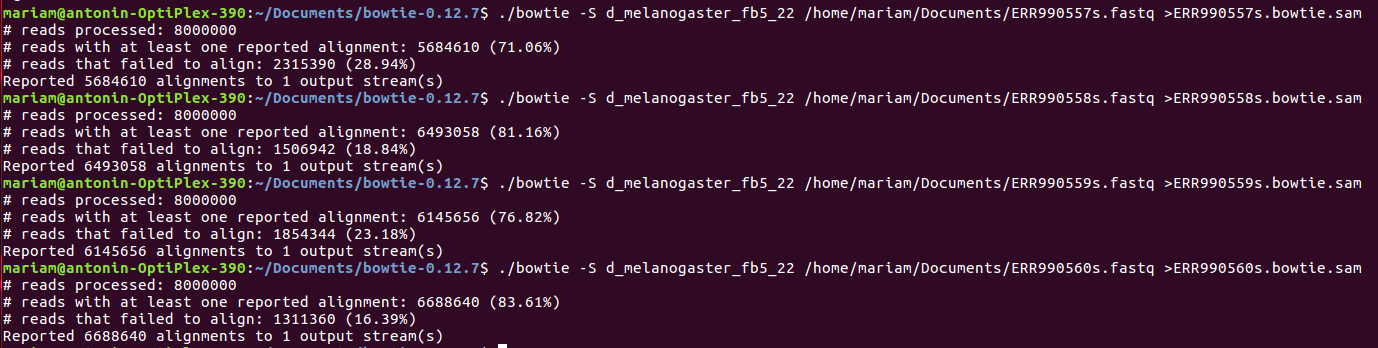 mariam@antonin-OptiPlex-390:~/Documents/bowtie-0.12.7$ ./bowtie -S d_melanogaster_fb5_22 /home/mariam/Documents/ERR990557s.fastq >ERR990557s.bowtie.sam
# reads processed: 8000000
# reads with at least one reported alignment: 5684610 (71.06%)
# reads that failed to align: 2315390 (28.94%)
Reported 5684610 alignments to 1 output stream(s)
mariam@antonin-OptiPlex-390:~/Documents/bowtie-0.12.7$ ./bowtie -S d_melanogaster_fb5_22 /home/mariam/Documents/ERR990558s.fastq >ERR990558s.bowtie.sam
# reads processed: 8000000
# reads with at least one reported alignment: 6493058 (81.16%)
# reads that failed to align: 1506942 (18.84%)
Reported 6493058 alignments to 1 output stream(s)
mariam@antonin-OptiPlex-390:~/Documents/bowtie-0.12.7$ ./bowtie -S d_melanogaster_fb5_22 /home/mariam/Documents/ERR990559s.fastq >ERR990559s.bowtie.sam
# reads processed: 8000000
# reads with at least one reported alignment: 6145656 (76.82%)
# reads that failed to align: 1854344 (23.18%)
Reported 6145656 alignments to 1 output stream(s)
mariam@antonin-OptiPlex-390:~/Documents/bowtie-0.12.7$ ./bowtie -S d_melanogaster_fb5_22 /home/mariam/Documents/ERR990560s.fastq >ERR990560s.bowtie.sam
# reads processed: 8000000
# reads with at least one reported alignment: 6688640 (83.61%)
# reads that failed to align: 1311360 (16.39%)
Reported 6688640 alignments to 1 output stream(s)